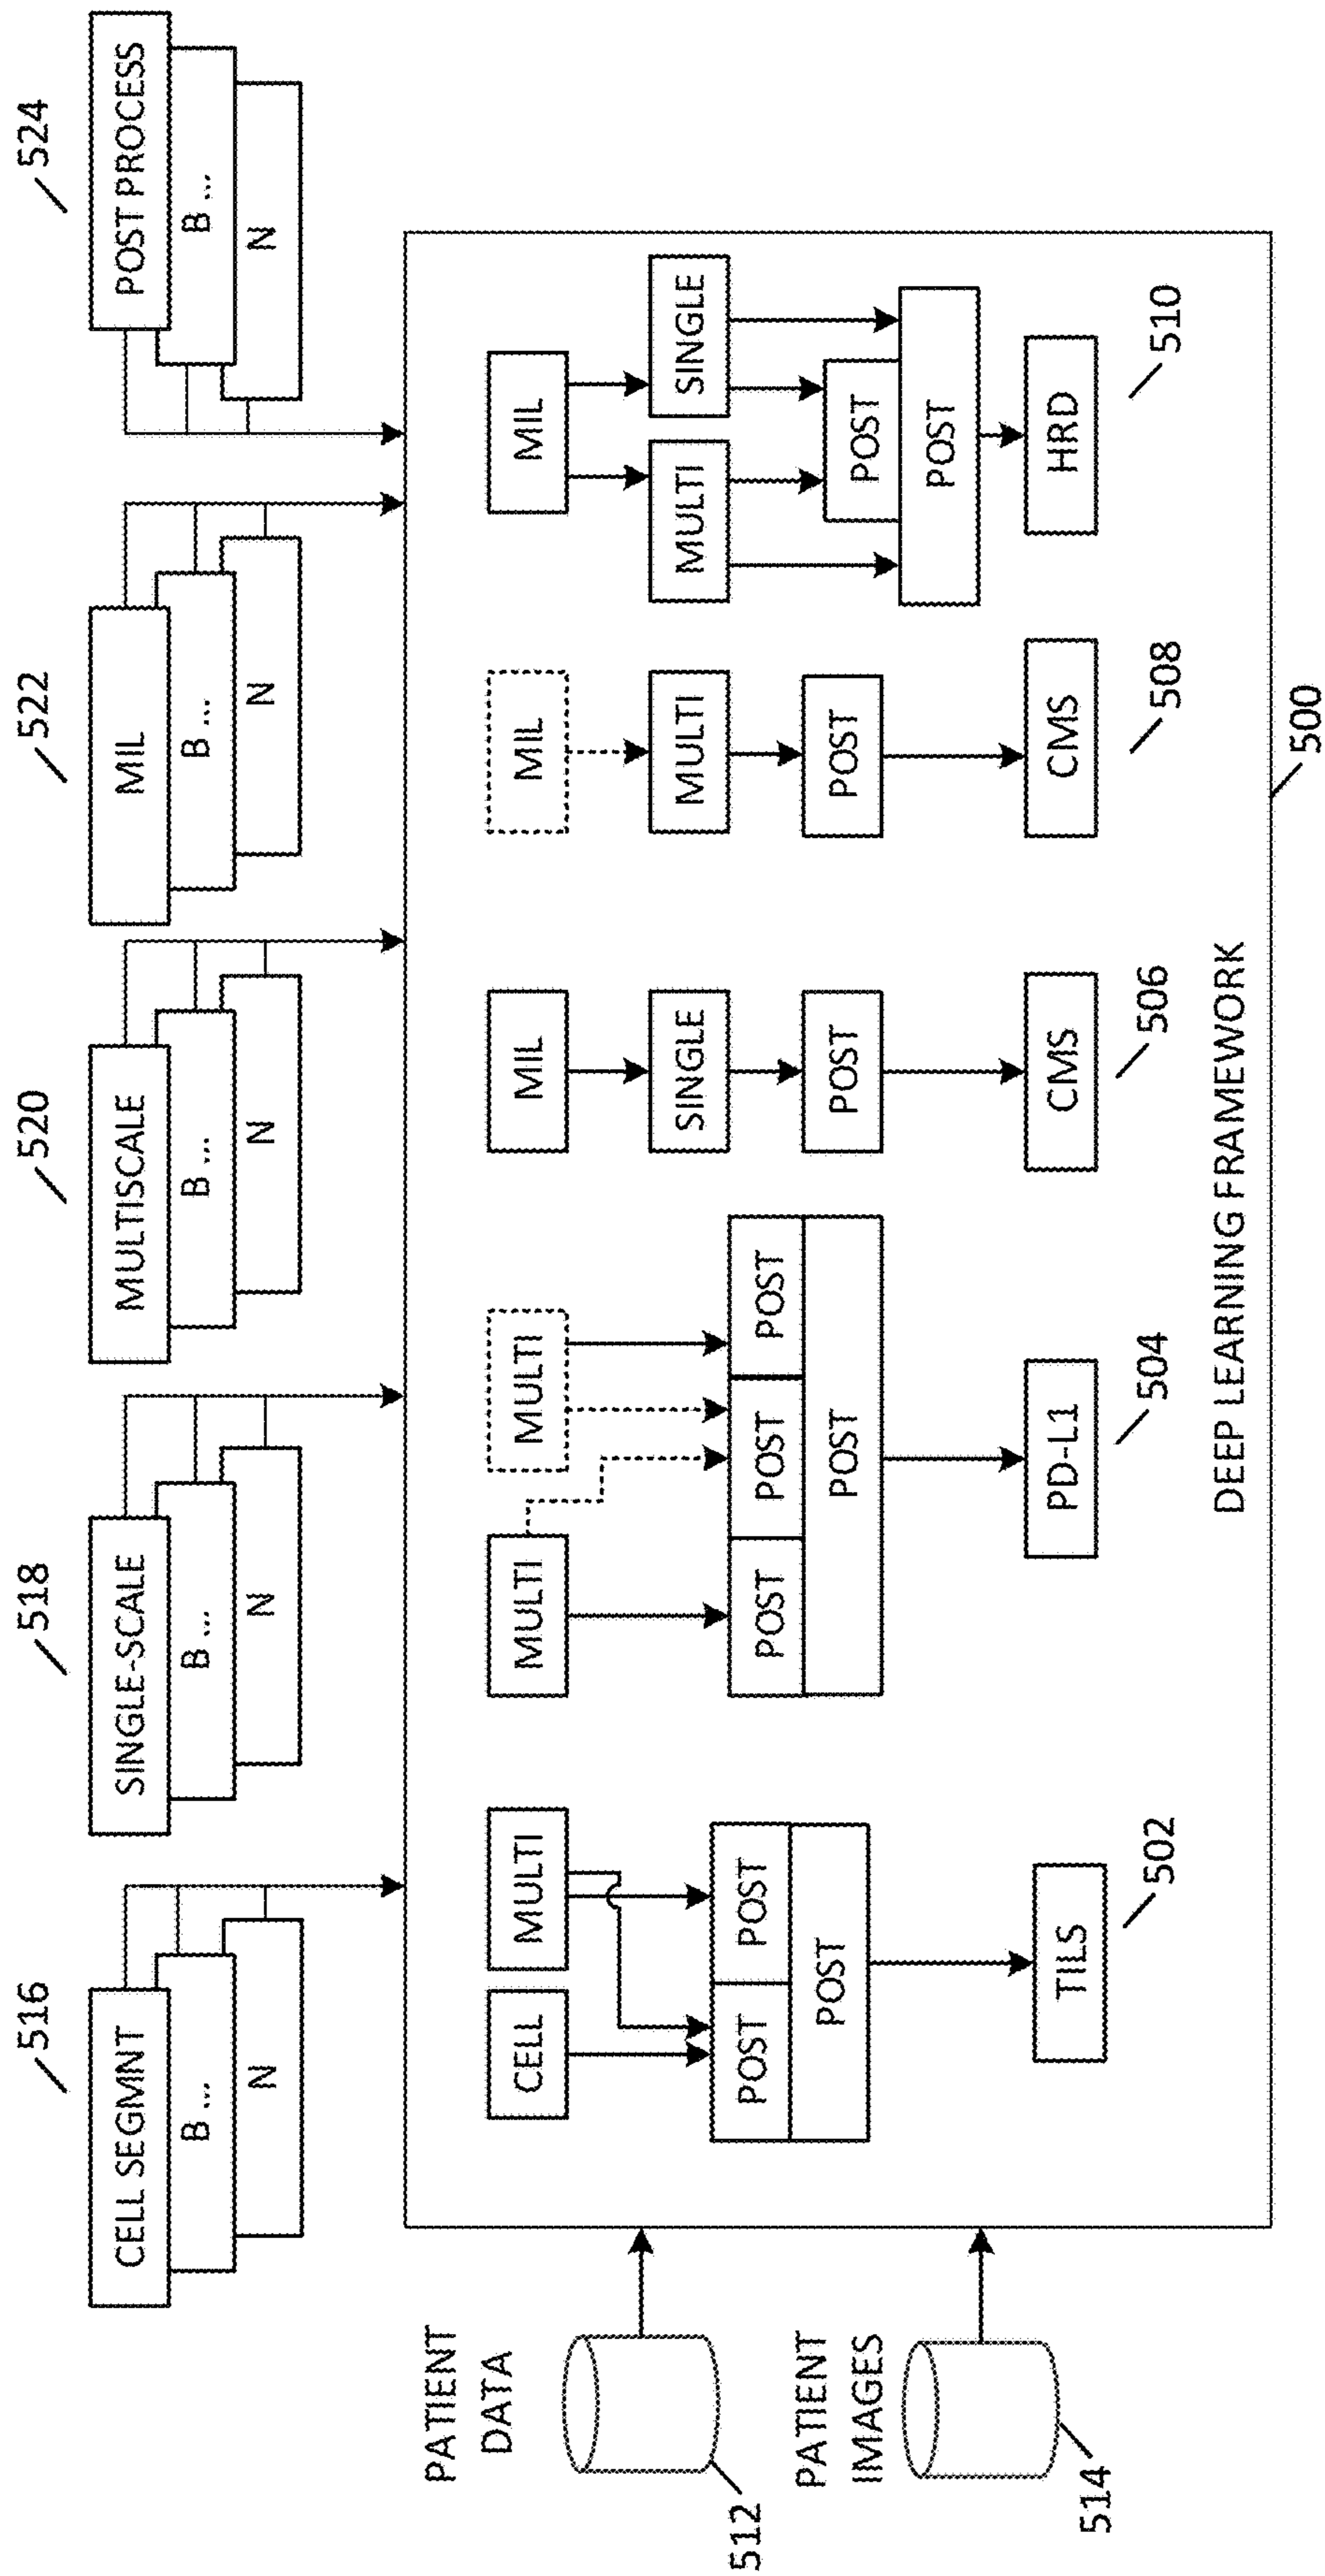 516
518
520
522
524
CELL SEGMNT
B ...
N
SINGLE-SCALE
B ...
N
MULTISCALE
B ...
N
MIL
B ...
N
POST PROCESS
B ...
N
PATIENT
DATA
512
PATIENT
IMAGES
514
CELL
MULTI
POST
POST
POST
TILS
502
MULTI
MULTI
POST
POST
POST
POST
PD-L1
504
MIL
SINGLE
POST
CMS
506
MIL
MULTI
POST
CMS
508
MIL
MULTI
SINGLE
POST
POST
HRD
510
DEEP LEARNING FRAMEWORK
500